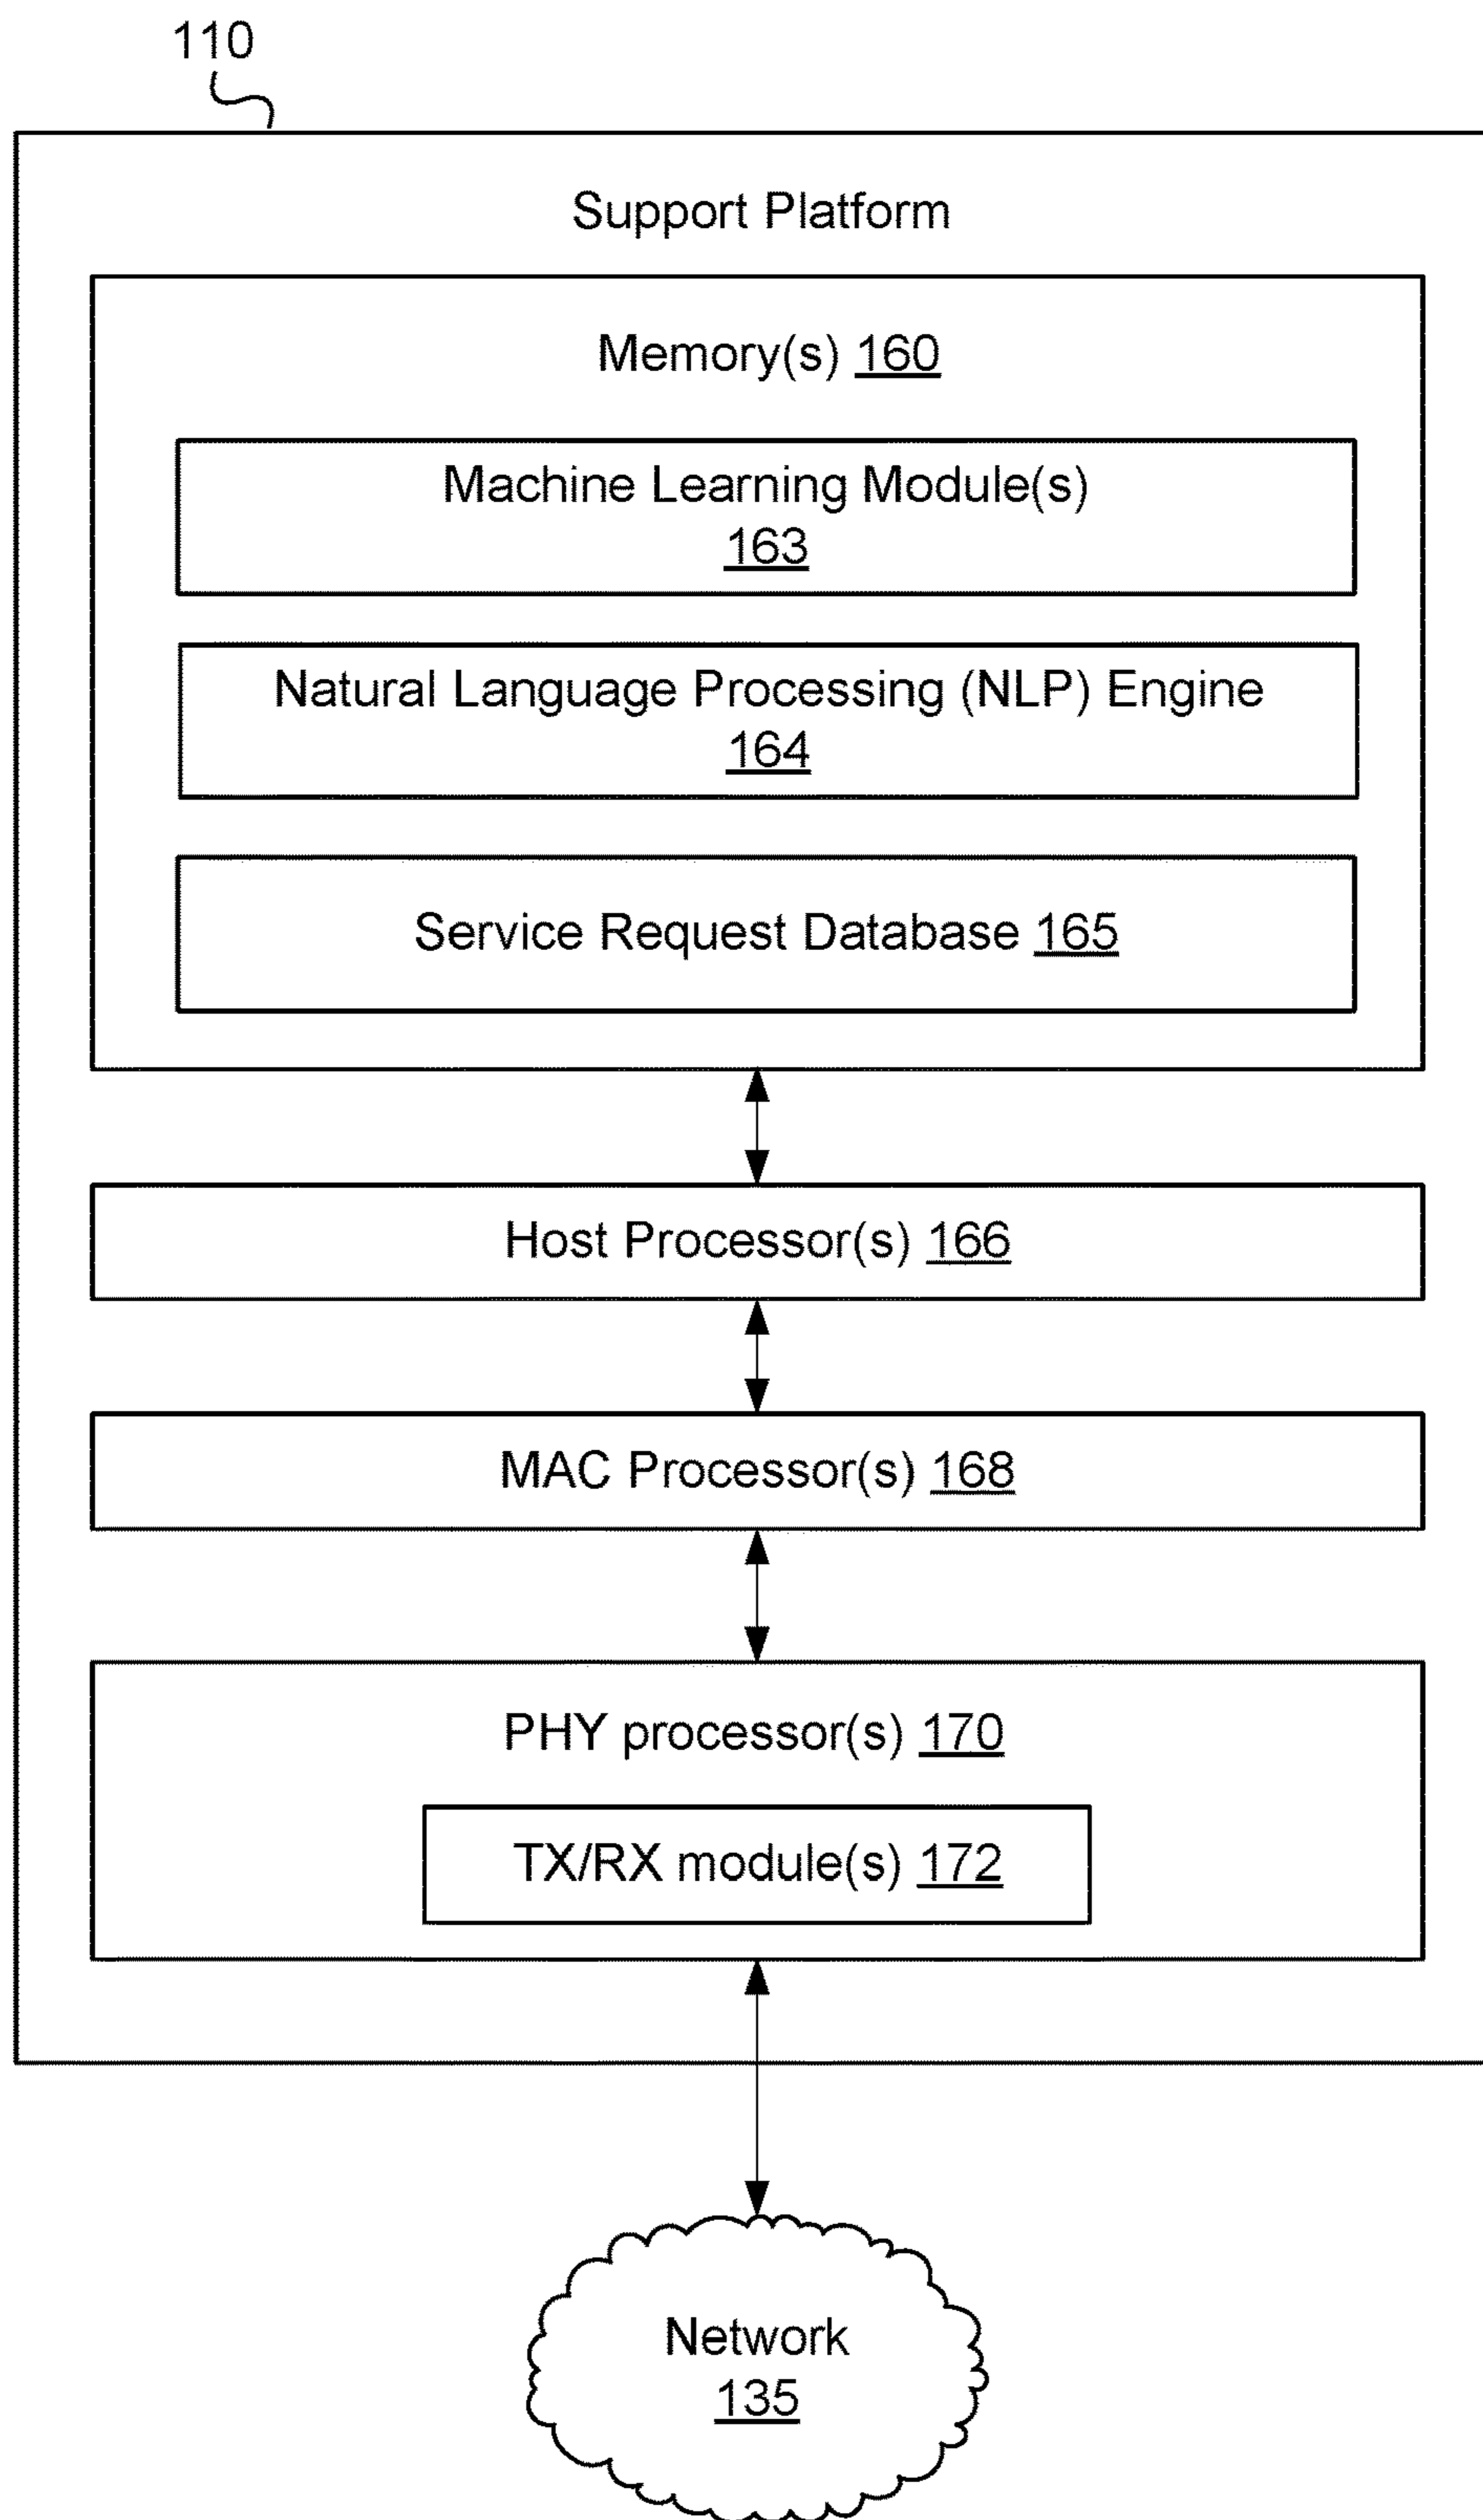 110
Support Platform
Memory(s) 160
Machine Learning Module(s)
163
Natural Language Processing (NLP) Engine
164
Service Request Database 165
Host Processor(s) 166
MAC Processor(s) 168
PHY processor(s) 170
TX/RX module(s) 172
Network
135